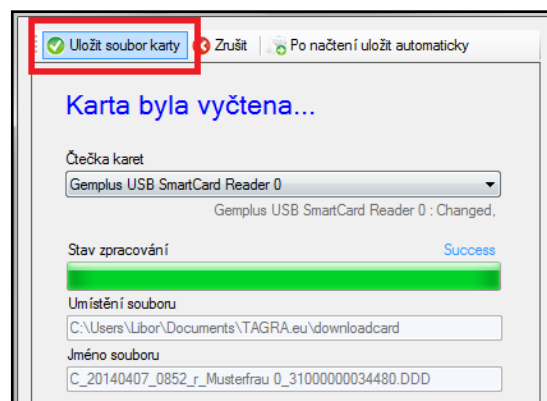 Uložit soubor karty Zrušit Po načtení uložit automaticky
Karta byla vyčtena...
Čtečka karet
Gemplus USB SmartCard Reader 0
Gemplus USB SmartCard Reader 0 : Changed,
Stav zpracování Success
Umístění souboru
C:\Users\Libor\Documents\TAGRA.eu\downloadcard
Jméno souboru
C_20140407_0852_r_Musterfrau 0_31000000034480.DDD